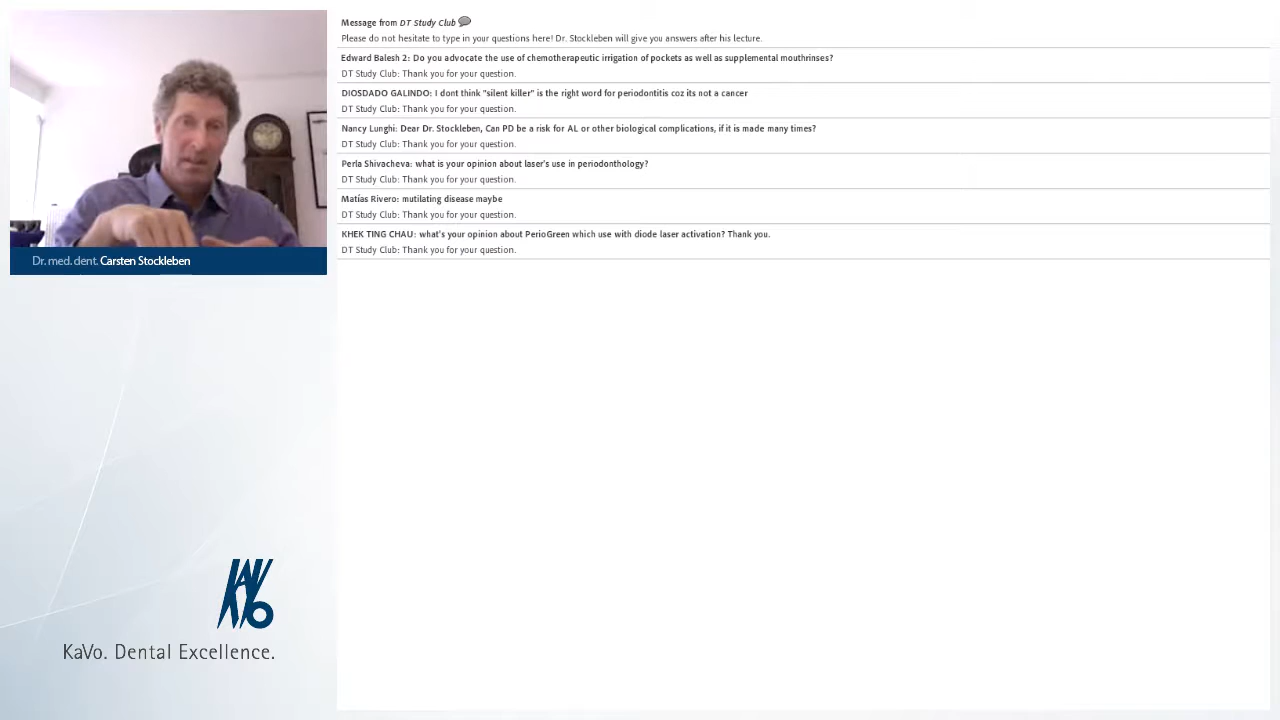 Message from DT Study Club
Please do not hesitate to type in your questions here! Dr. Stockleben will give you answers after his lecture.
Edward Balesh 2: Do you advocate the use of chemotherapeutic irrigation of pockets as well as supplemental mouthrinses?
DT Study Club: Thank you for your question.
DIOSDADO GALINDO: I dont think "silent killer" is the right word for periodontitis coz its not a cancer
DT Study Club: Thank you for your question.
Nancy Lunghi: Dear Dr. Stockleben, Can PD be a risk for AL or other biological complications, if it is made many times?
DT Study Club: Thank you for your question.
Perla Shivacheva: what is your opinion about laser's use in periodonthology?
DT Study Club: Thank you for your question.
Matías Rivero: mutilating disease maybe
DT Study Club: Thank you for your question.
KHEK TING CHAU: what's your opinion about PerioGreen which use with diode laser activation? Thank you.
DT Study Club: Thank you for your question.
Dr. med. dent. Carsten Stockleben
KAVO
KaVo. Dental Excellence.